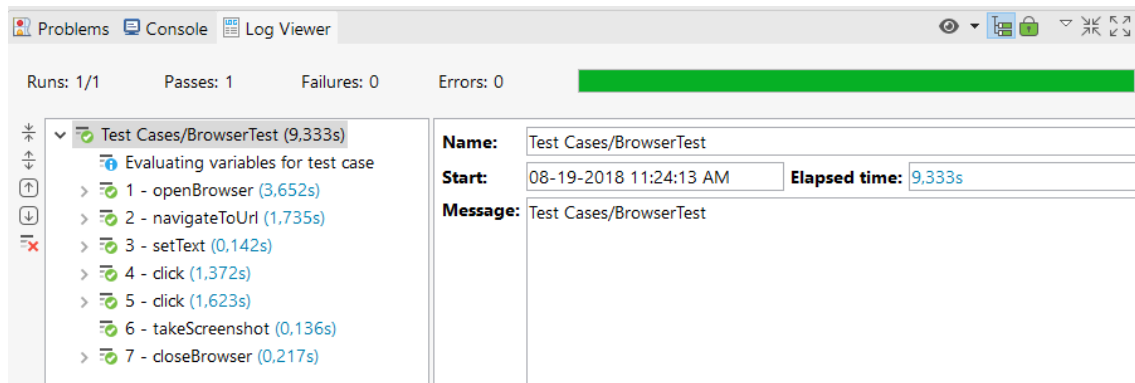 Problems Console Log Viewer
Runs: 1/1 Passes: 1 Failures: 0 Errors: 0
Test Cases/BrowserTest (9,333s)
Evaluating variables for test case
1 - openBrowser (3,652s)
2 - navigateToUrl (1,735s)
3 - setText (0,142s)
4 - click (1,372s)
5 - click (1,623s)
6 - takeScreenshot (0,136s)
7 - closeBrowser (0,217s)
Name: Test Cases/BrowserTest
Start: 08-19-2018 11:24:13 AM Elapsed time: 9,333s
Message: Test Cases/BrowserTest